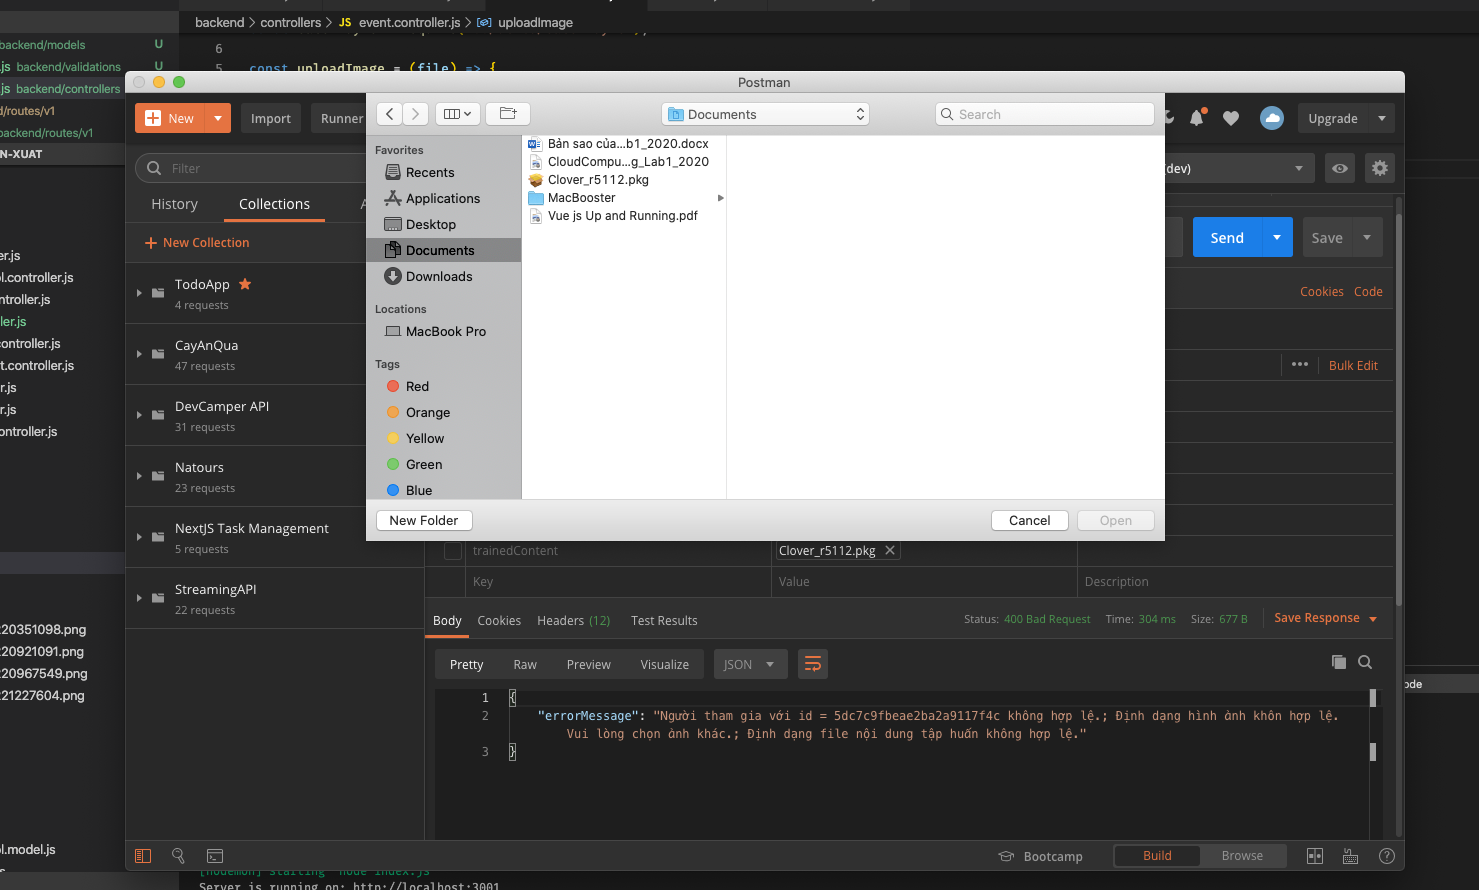 backend > controllers > JS event.controller.js > uploadImage
6
5 const uploadImage = (file) => {
backend/models U
.js backend/validations U
.js backend/controllers
d/routes/v1
backend/routes/v1
N-XUAT
er.js
ol.controller.js
ntroller.js
ller.js
controller.js
t.controller.js
r.js
r.js
ontroller.js
220351098.png
220921091.png
220967549.png
221227604.png
ol.model.js
Postman
New
Import
Runner
Upgrade
Filter
(dev)
History
Collections
A
New Collection
TodoApp
4 requests
CayAnQua
47 requests
DevCamper API
31 requests
Natours
23 requests
NextJS Task Management
5 requests
StreamingAPI
22 requests
Documents
Search
Favorites
Recents
Applications
Desktop
Documents
Downloads
Locations
MacBook Pro
Tags
Red
Orange
Yellow
Green
Blue
Bản sao của...b1_2020.docx
CloudCompu...g_Lab1_2020
Clover_r5112.pkg
MacBooster
Vue js Up and Running.pdf
New Folder
Cancel
Open
Send
Save
Cookies Code
Bulk Edit
trainedContent Clover_r5112.pkg
Key Value Description
Body Cookies Headers (12) Test Results
Status: 400 Bad Request Time: 304 ms Size: 677 B Save Response
Pretty Raw Preview Visualize JSON
1 {
2 "errorMessage": "Người tham gia với id = 5dc7c9fbeae2ba2a9117f4c không hợp lệ.; Định dạng hình ảnh khôn hợp lệ.
Vui lòng chọn ảnh khác.; Định dạng file nội dung tập huấn không hợp lệ."
3 }
ode
Bootcamp
Build
Browse
[nodemon] starting `node index.js`
Server is running on: http://localhost:3001